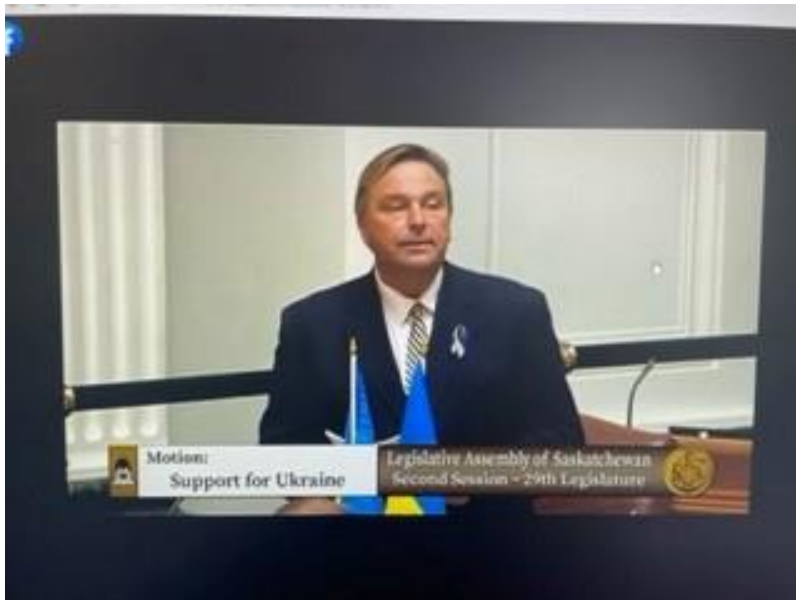 Motion:
Support for Ukraine
Legislative Assembly of Saskatchewan
Second Session - 29th Legislature